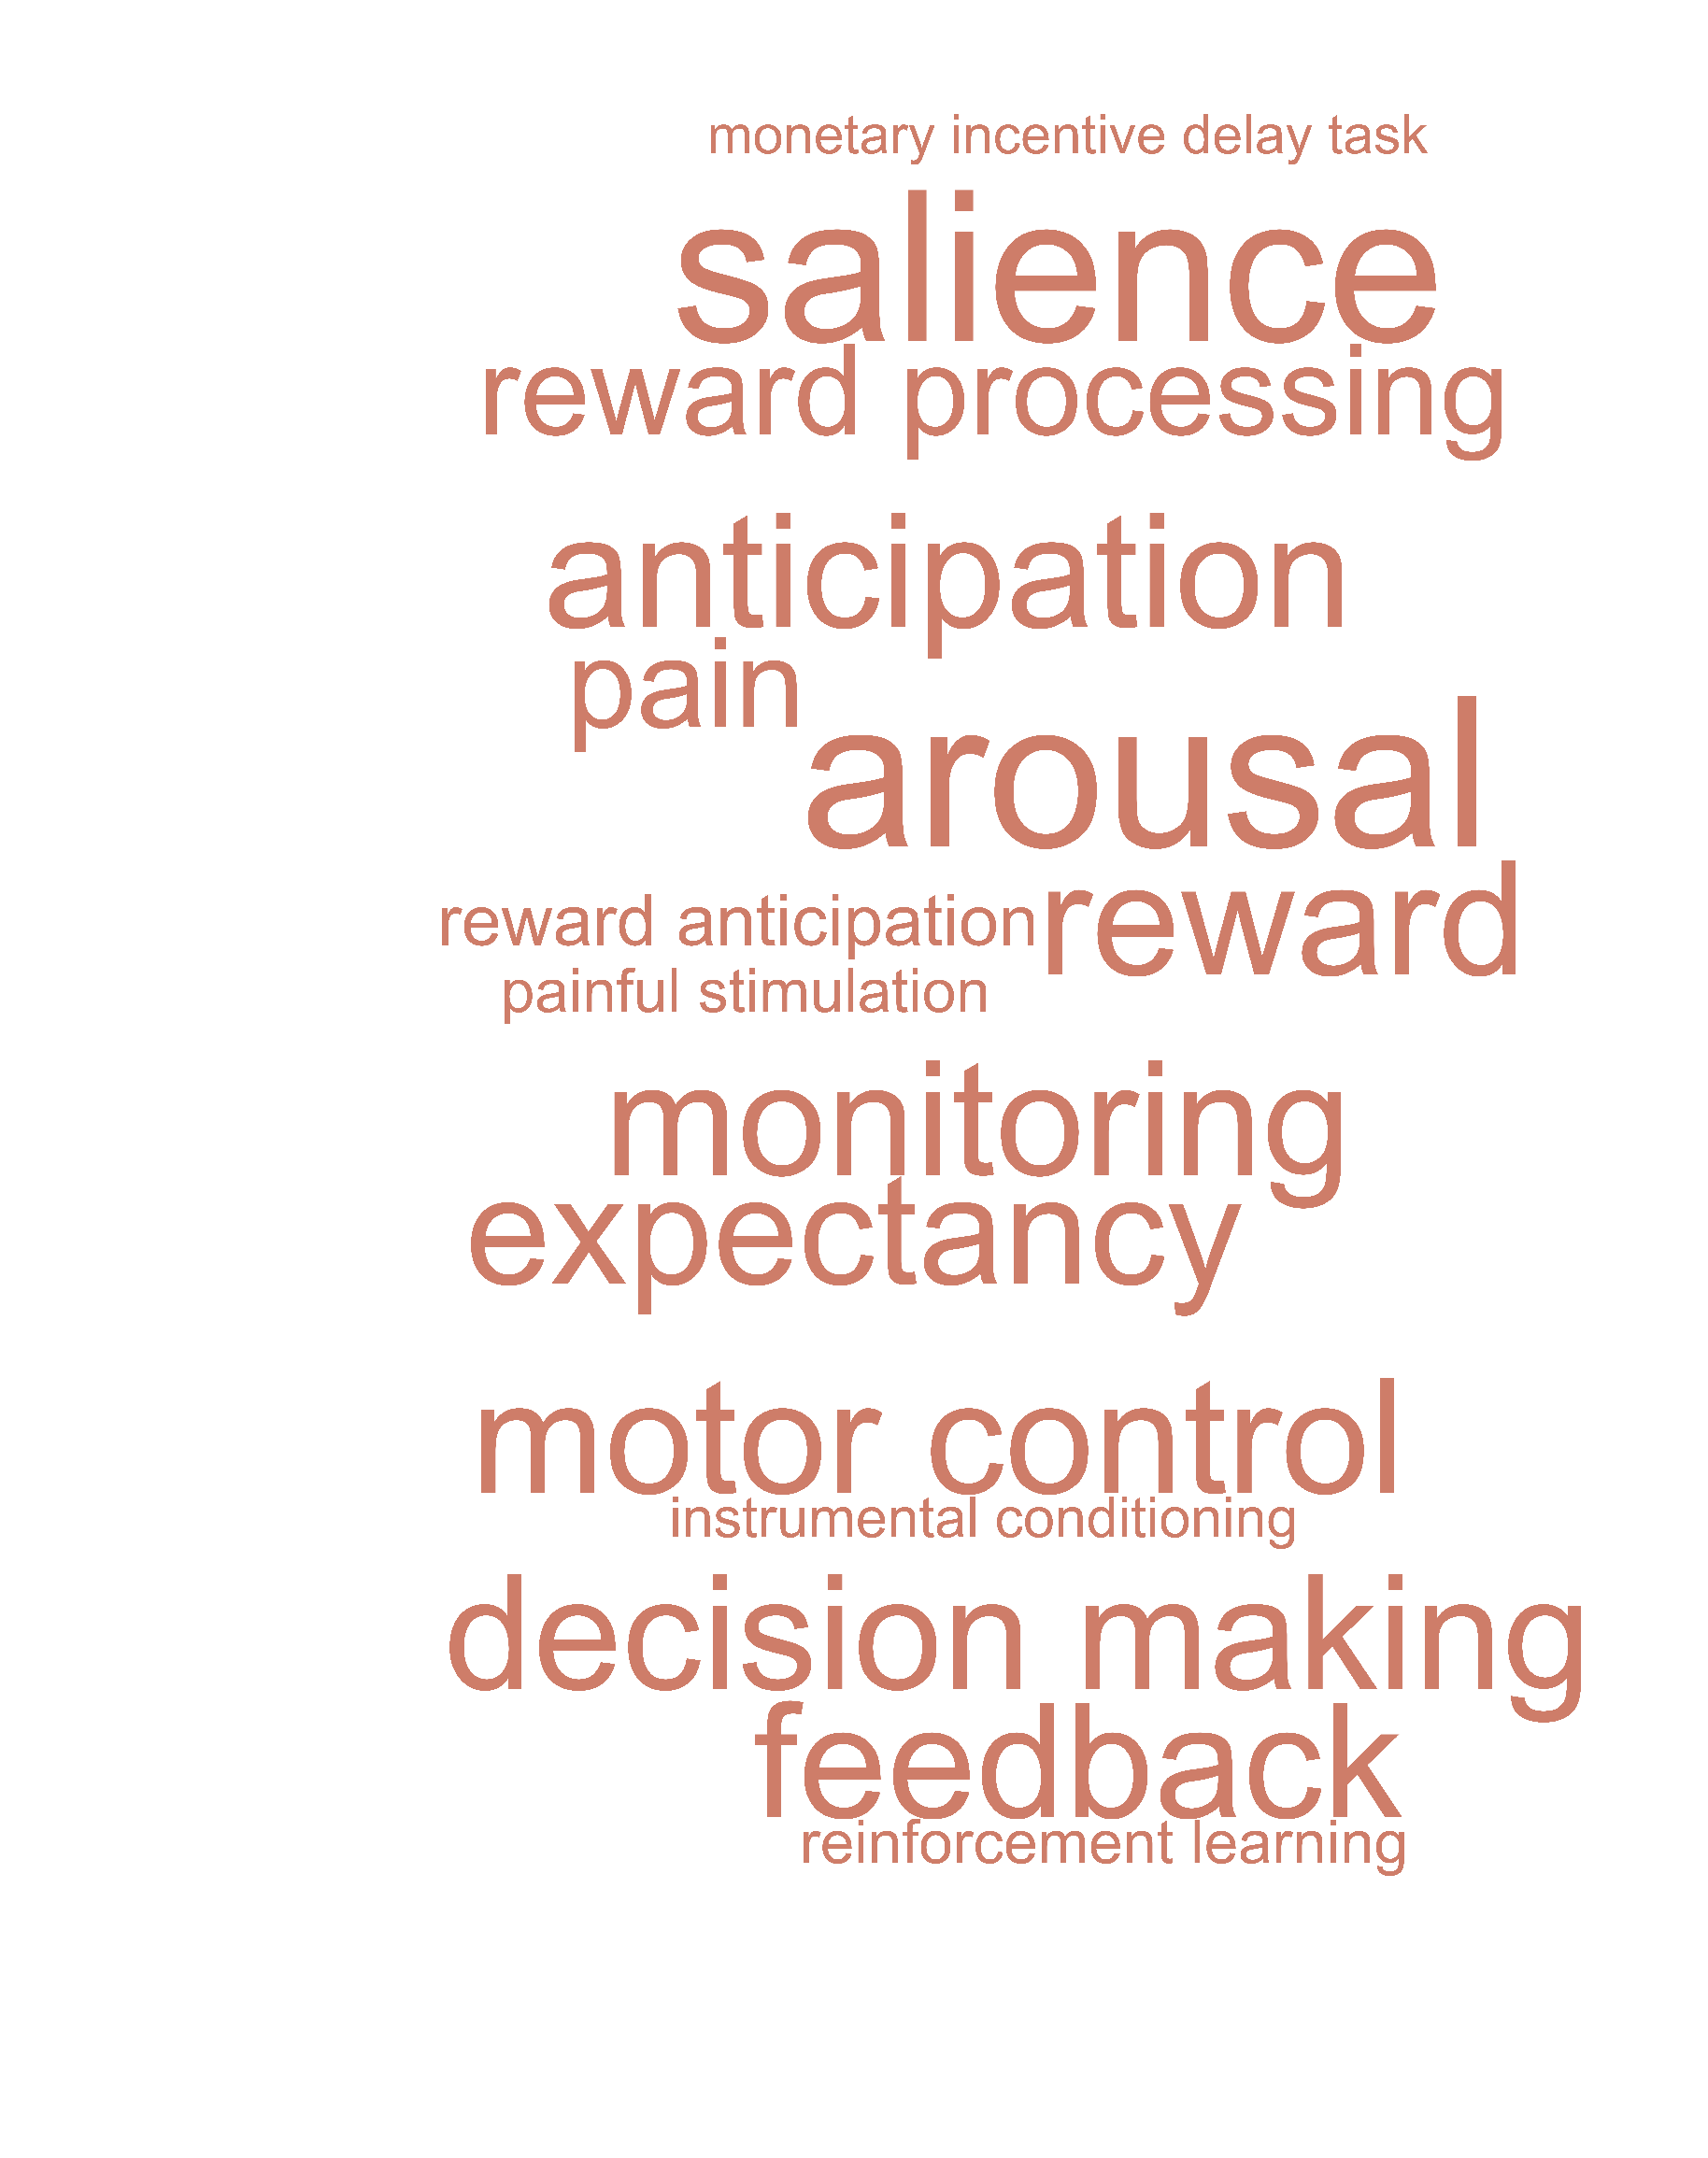 monetary incentive delay task
salience
reward processing
anticipation
pain
arousal
reward anticipation
reward
painful stimulation
monitoring
expectancy
motor control
instrumental conditioning
decision making
feedback
reinforcement learning